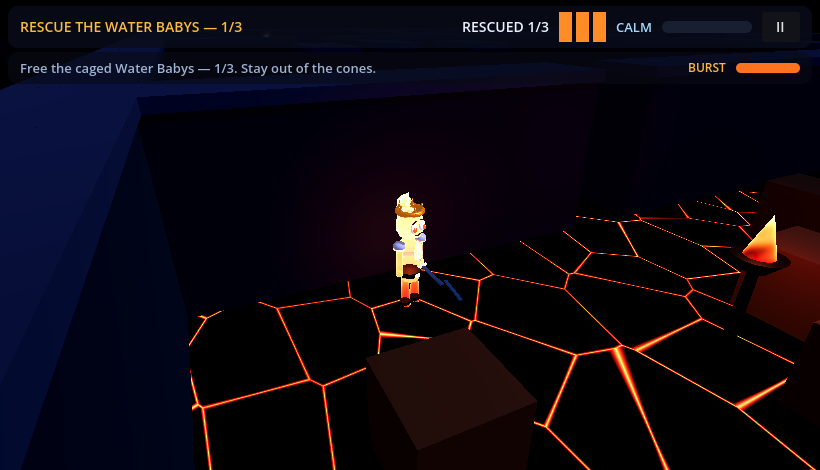 RESCUE THE WATER BABYS — 1/3
RESCUED 1/3
CALM
Free the caged Water Babys — 1/3. Stay out of the cones.
BURST